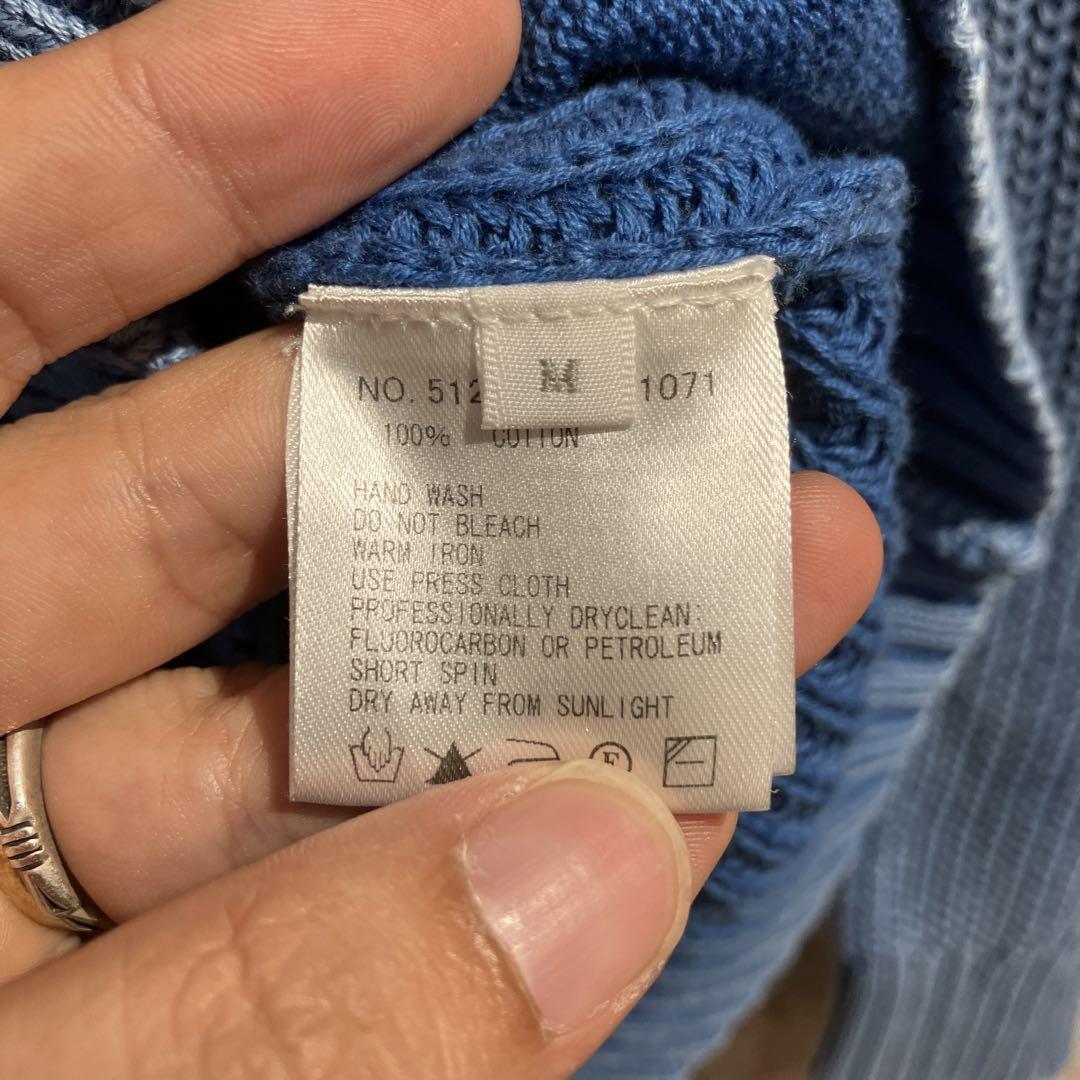 M
NO. 512 1071
100% COTTON
HAND WASH
DO NOT BLEACH
WARM IRON
USE PRESS CLOTH
PROFESSIONALLY DRYCLEAN:
FLUOROCARBON OR PETROLEUM
SHORT SPIN
DRY AWAY FROM SUNLIGHT
F